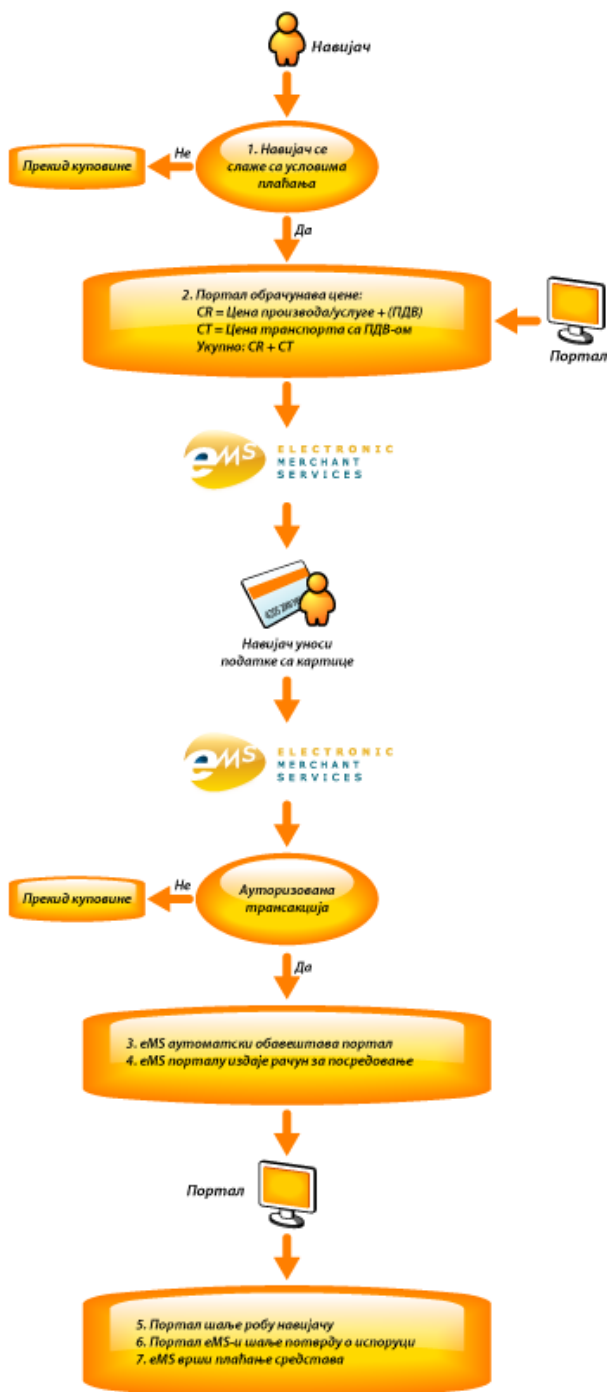 Навијач
1. Навијач се
слаже са условима
плаћања
Не
Прекид куповине
Да
2. Портал обрачунава цене:
CR = Цена производа/услуге + (ПДВ)
CT = Цена транспорта са ПДВ-ом
Укупно: CR + CT
Портал
eMS ELECTRONIC
MERCHANT
SERVICES
Навијач уноси
податке са картице
eMS ELECTRONIC
MERCHANT
SERVICES
Ауторизована
трансакција
Не
Прекид куповине
Да
3. eMS аутоматски обавештава портал
4. eMS порталу издаје рачун за посредовање
Портал
5. Портал шаље робу навијачу
6. Портал eMS-и шаље потврду о испоруци
7. eMS врши плаћање средстава